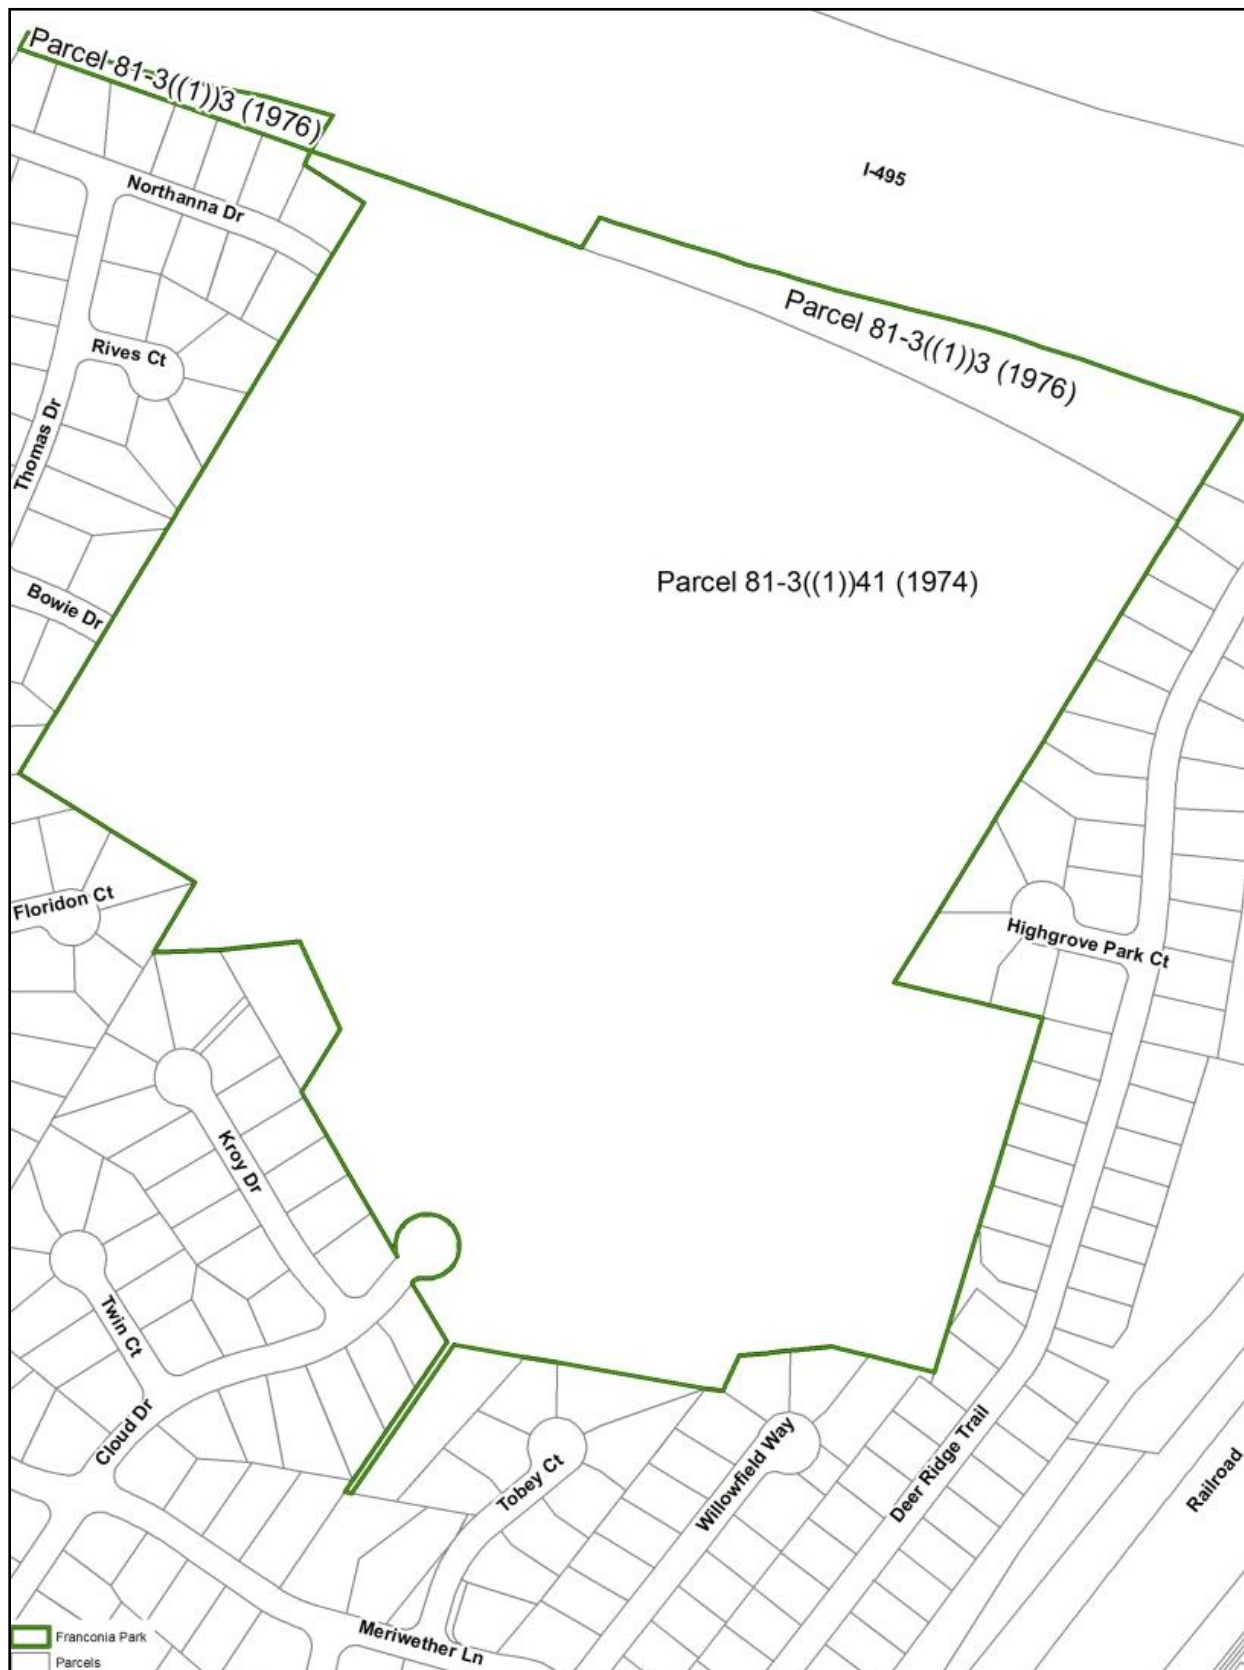 Parcel 81-3((1))3 (1976)
I-495
Northanna Dr
Parcel 81-3((1))3 (1976)
Rives Ct
Thomas Dr
Parcel 81-3((1))41 (1974)
Bowie Dr
Floridon Ct
Highgrove Park Ct
Kroy Dr
Twin Ct
Cloud Dr
Tobey Ct
Willowfield Way
Deer Ridge Trail
Railroad
Meriwether Ln
Franconia Park
Parcels